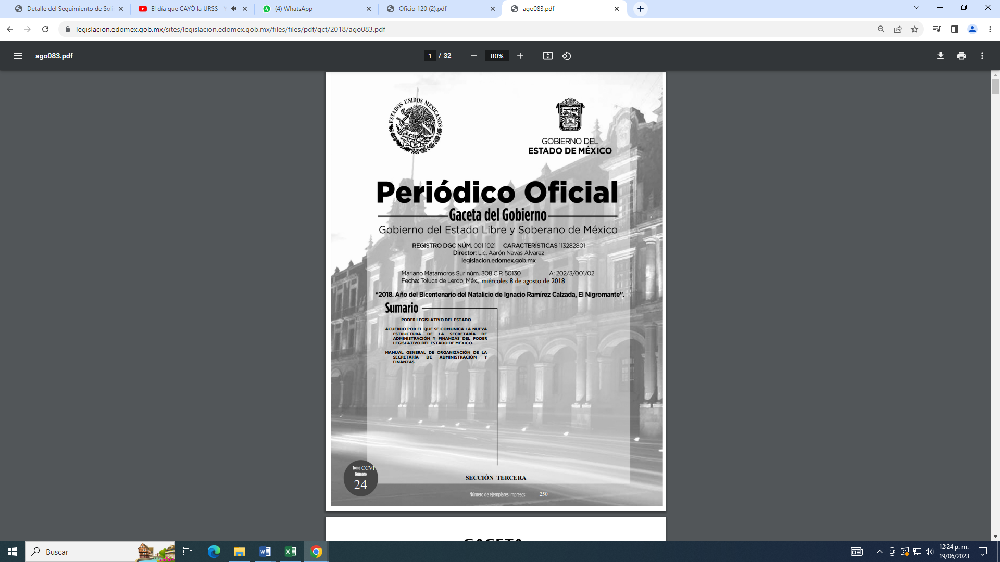 Detalle del Seguimiento de Soli
El día que CAYÓ la URSS - Y
(4) WhatsApp
Oficio 120 (2).pdf
ago083.pdf
legislacion.edomex.gob.mx/sites/legislacion.edomex.gob.mx/files/files/pdf/gct/2018/ago083.pdf
ago083.pdf
1 / 32
80%
ESTADOS UNIDOS MEXICANOS
GOBIERNO DEL
ESTADO DE MÉXICO
Periódico Oficial
Gaceta del Gobierno
Gobierno del Estado Libre y Soberano de México
REGISTRO DGC NÚM. 001 1021 CARACTERÍSTICAS 113282801
Director: Lic. Aarón Navas Alvarez
legislacion.edomex.gob.mx
Mariano Matamoros Sur núm. 308 C.P. 50130 A: 202/3/001/02
Fecha: Toluca de Lerdo, Méx., miércoles 8 de agosto de 2018
“2018. Año del Bicentenario del Natalicio de Ignacio Ramírez Calzada, El Nigromante”.
Sumario
PODER LEGISLATIVO DEL ESTADO
ACUERDO POR EL QUE SE COMUNICA LA NUEVA
ESTRUCTURA DE LA SECRETARÍA DE
ADMINISTRACIÓN Y FINANZAS DEL PODER
LEGISLATIVO DEL ESTADO DE MÉXICO.
MANUAL GENERAL DE ORGANIZACIÓN DE LA
SECRETARÍA DE ADMINISTRACIÓN Y
FINANZAS.
Tomo CCVI
Número
24
SECCIÓN TERCERA
Número de ejemplares impresos: 250
GACETA
Buscar
12:24 p. m.
19/06/2023